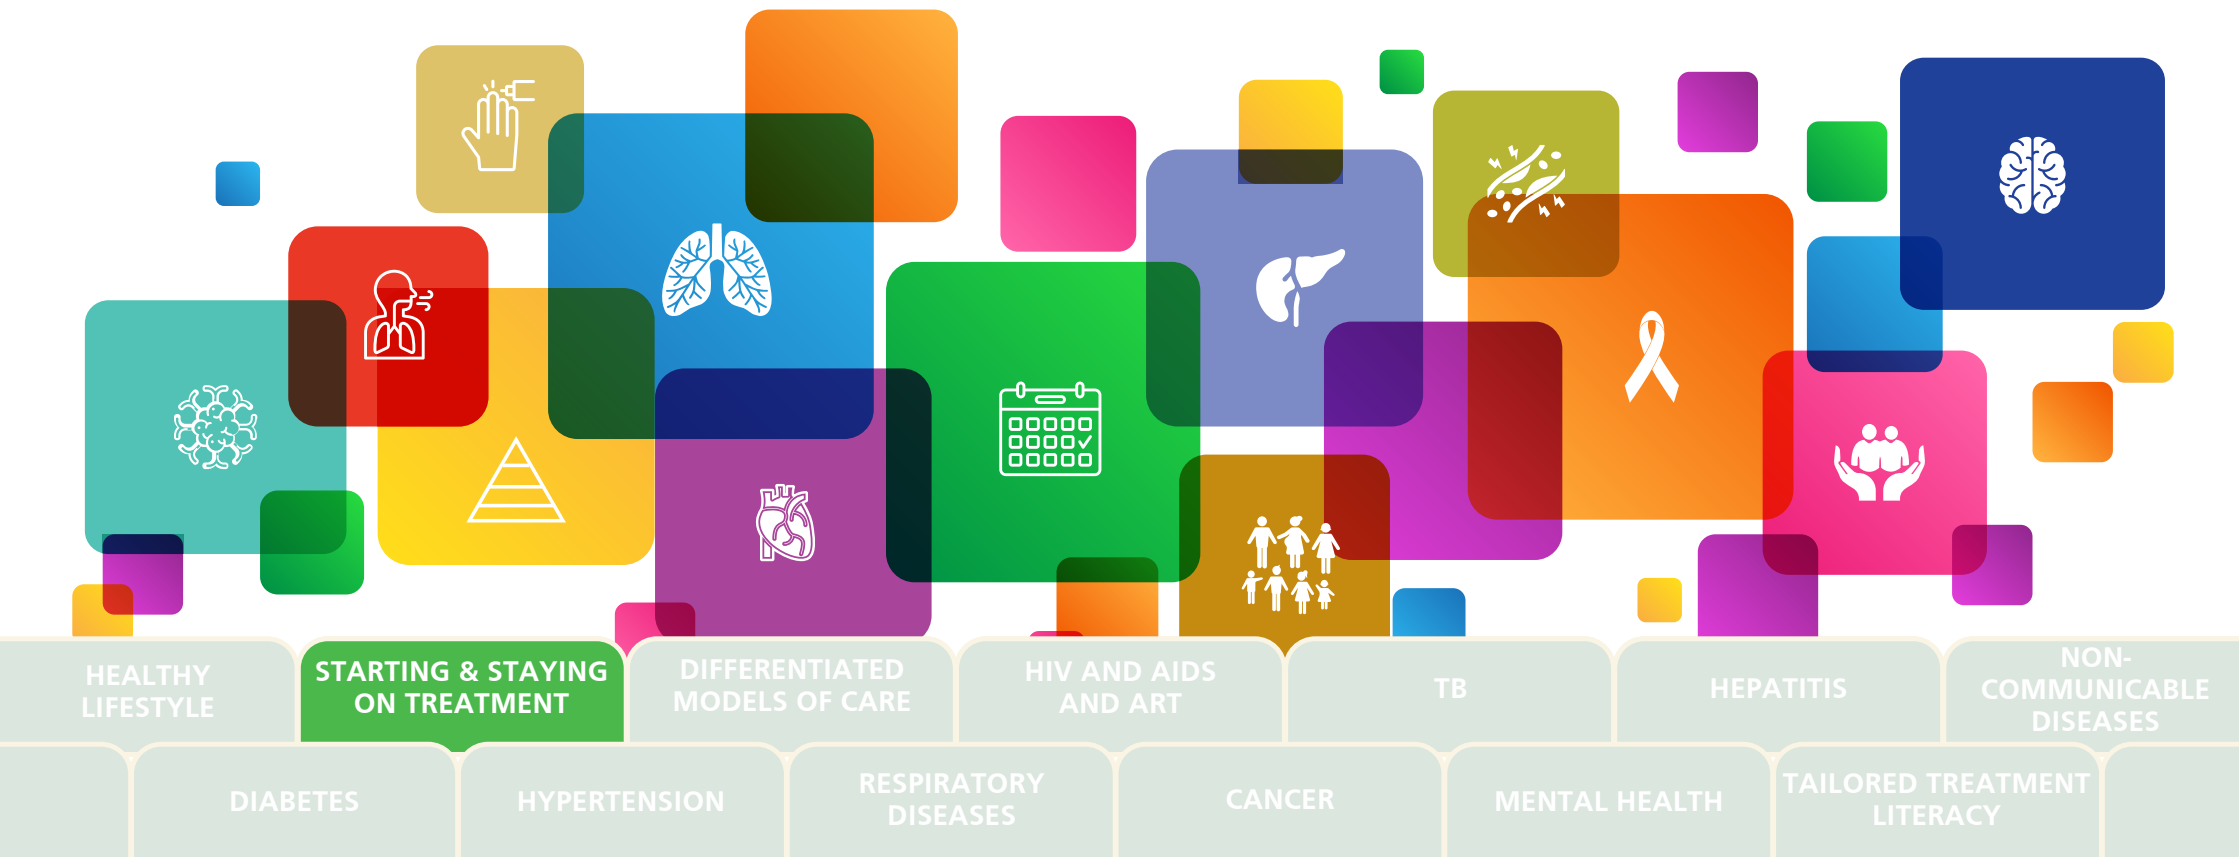 HEALTHY
LIFESTYLE
STARTING & STAYING
ON TREATMENT
DIFFERENTIATED
MODELS OF CARE
HIV AND AIDS
AND ART
TB
HEPATITIS
NON-
COMMUNICABLE
DISEASES
DIABETES
HYPERTENSION
RESPIRATORY
DISEASES
CANCER
MENTAL HEALTH
TAILORED TREATMENT
LITERACY